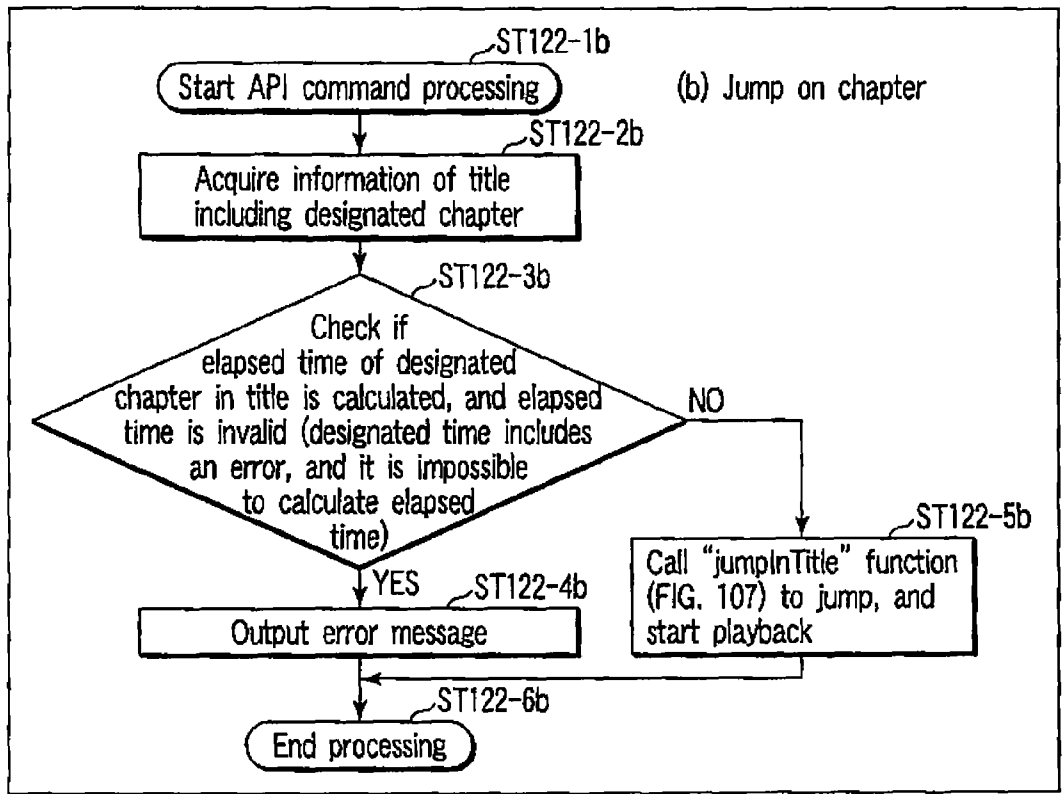 ST122-1b
Start API command processing
(b) Jump on chapter
ST122-2b
Acquire information of title
including designated chapter
ST122-3b
Check if
elapsed time of designated
chapter in title is calculated, and elapsed
time is invalid (designated time includes
an error, and it is impossible
to calculate elapsed
time)
NO
YES
ST122-4b
Output error message
ST122-5b
Call "jumpInTitle" function
(FIG. 107) to jump, and
start playback
ST122-6b
End processing